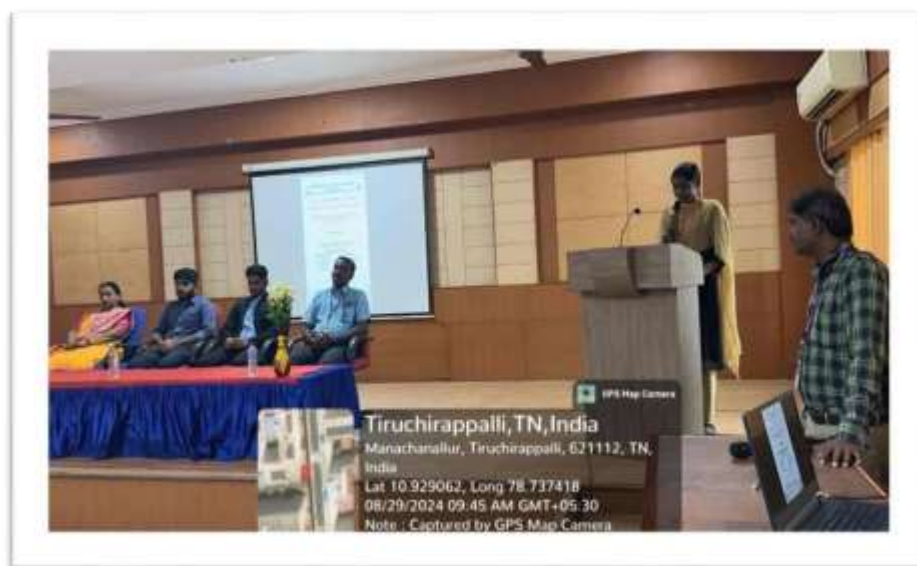 GPS Map Camera
Tiruchirappalli,TN,India
Manachanallur, Tiruchirappalli, 621112, TN,
India
Lat 10.929062, Long 78.737418
08/29/2024 09:45 AM GMT+05:30
Note : Captured by GPS Map Camera